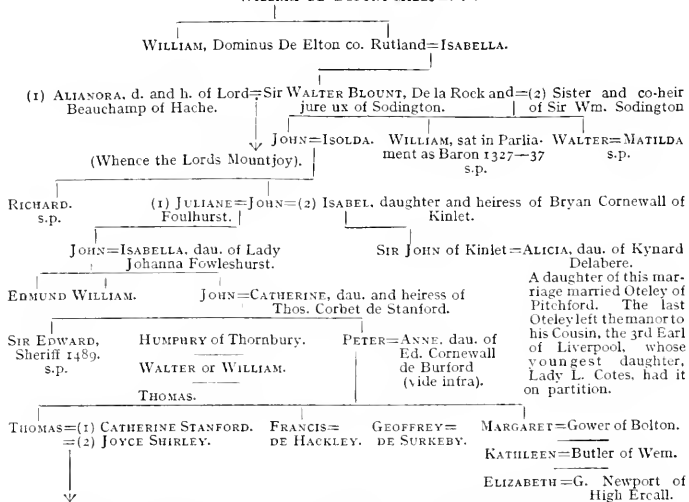 WILLIAM, Dominus De Elton co. Rutland=ISABELLA.
(1) ALIANORA, d. and h. of Lord=Sir WALTER BLOUNT, De la Rock and=(2) Sister and co-heir
Beauchamp of Hache. jure ux of Sodington. of Sir Wm. Sodington
JOHN=ISOLDA. WILLIAM, sat in Parlia- WALTER=MATILDA
(Whence the Lords Mountjoy). ment as Baron 1327—37 s.p.
s.p.
RICHARD. (1) JULIANE=JOHN=(2) ISABEL, daughter and heiress of Bryan Cornewall of
s.p. Foulhurst. Kinlet.
JOHN=ISABELLA, dau. of Lady SIR JOHN of Kinlet=ALICIA, dau. of Kynard
Johanna Fowleshurst. Delabere.
EDMUND WILLIAM. JOHN=CATHERINE, dau. and heiress of
Thos. Corbet de Stanford.
A daughter of this mar-
riage married Oteley of
Pitchford. The last
Oteley left the manor to
his Cousin, the 3rd Earl
of Liverpool, whose
youngest daughter,
Lady L. Cotes, had it
on partition.
SIR EDWARD, HUMPHRY of Thornbury. PETER=ANNE, dau. of
Sheriff 1489. Ed. Cornewall
s.p. WALTER or WILLIAM. de Burford
(vide infra).
THOMAS.
THOMAS=(1) CATHERINE STANFORD. FRANCIS= GEOFFREY= MARGARET=Gower of Bolton.
=(2) JOYCE SHIRLEY. DE HACKLEY. DE SURKEBY.
KATHLEEN=Butler of Wem.
ELIZABETH=G. Newport of
High Ercall.